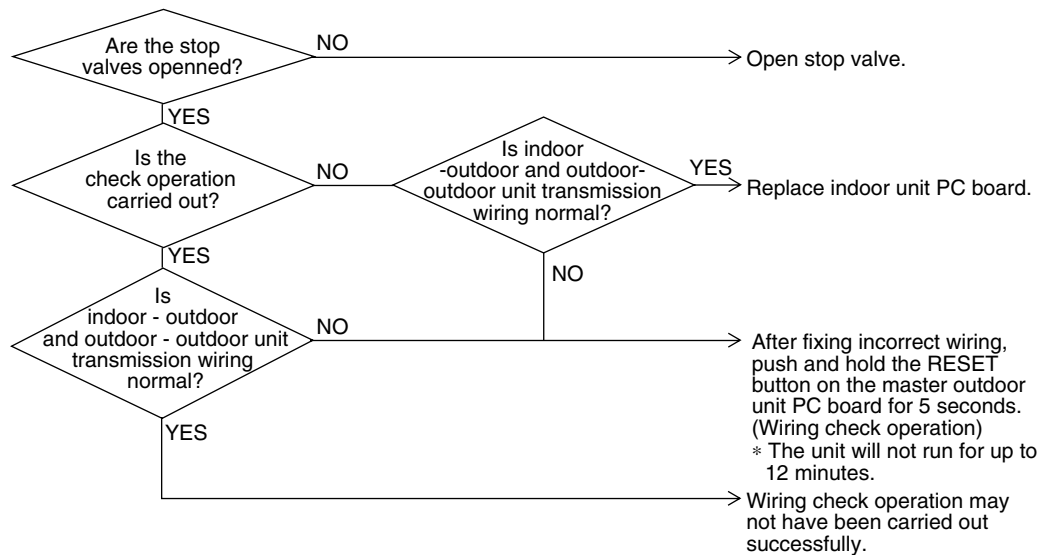 Are the stop
valves openned?
NO
Open stop valve.
YES
Is the
check operation
carried out?
NO
Is indoor
-outdoor and outdoor-
outdoor unit transmission
wiring normal?
YES
Replace indoor unit PC board.
YES
NO
Is
indoor - outdoor
and outdoor - outdoor unit
transmission wiring
normal?
NO
After fixing incorrect wiring,
push and hold the RESET
button on the master outdoor
unit PC board for 5 seconds.
(Wiring check operation)
* The unit will not run for up to
12 minutes.
YES
Wiring check operation may
not have been carried out
successfully.